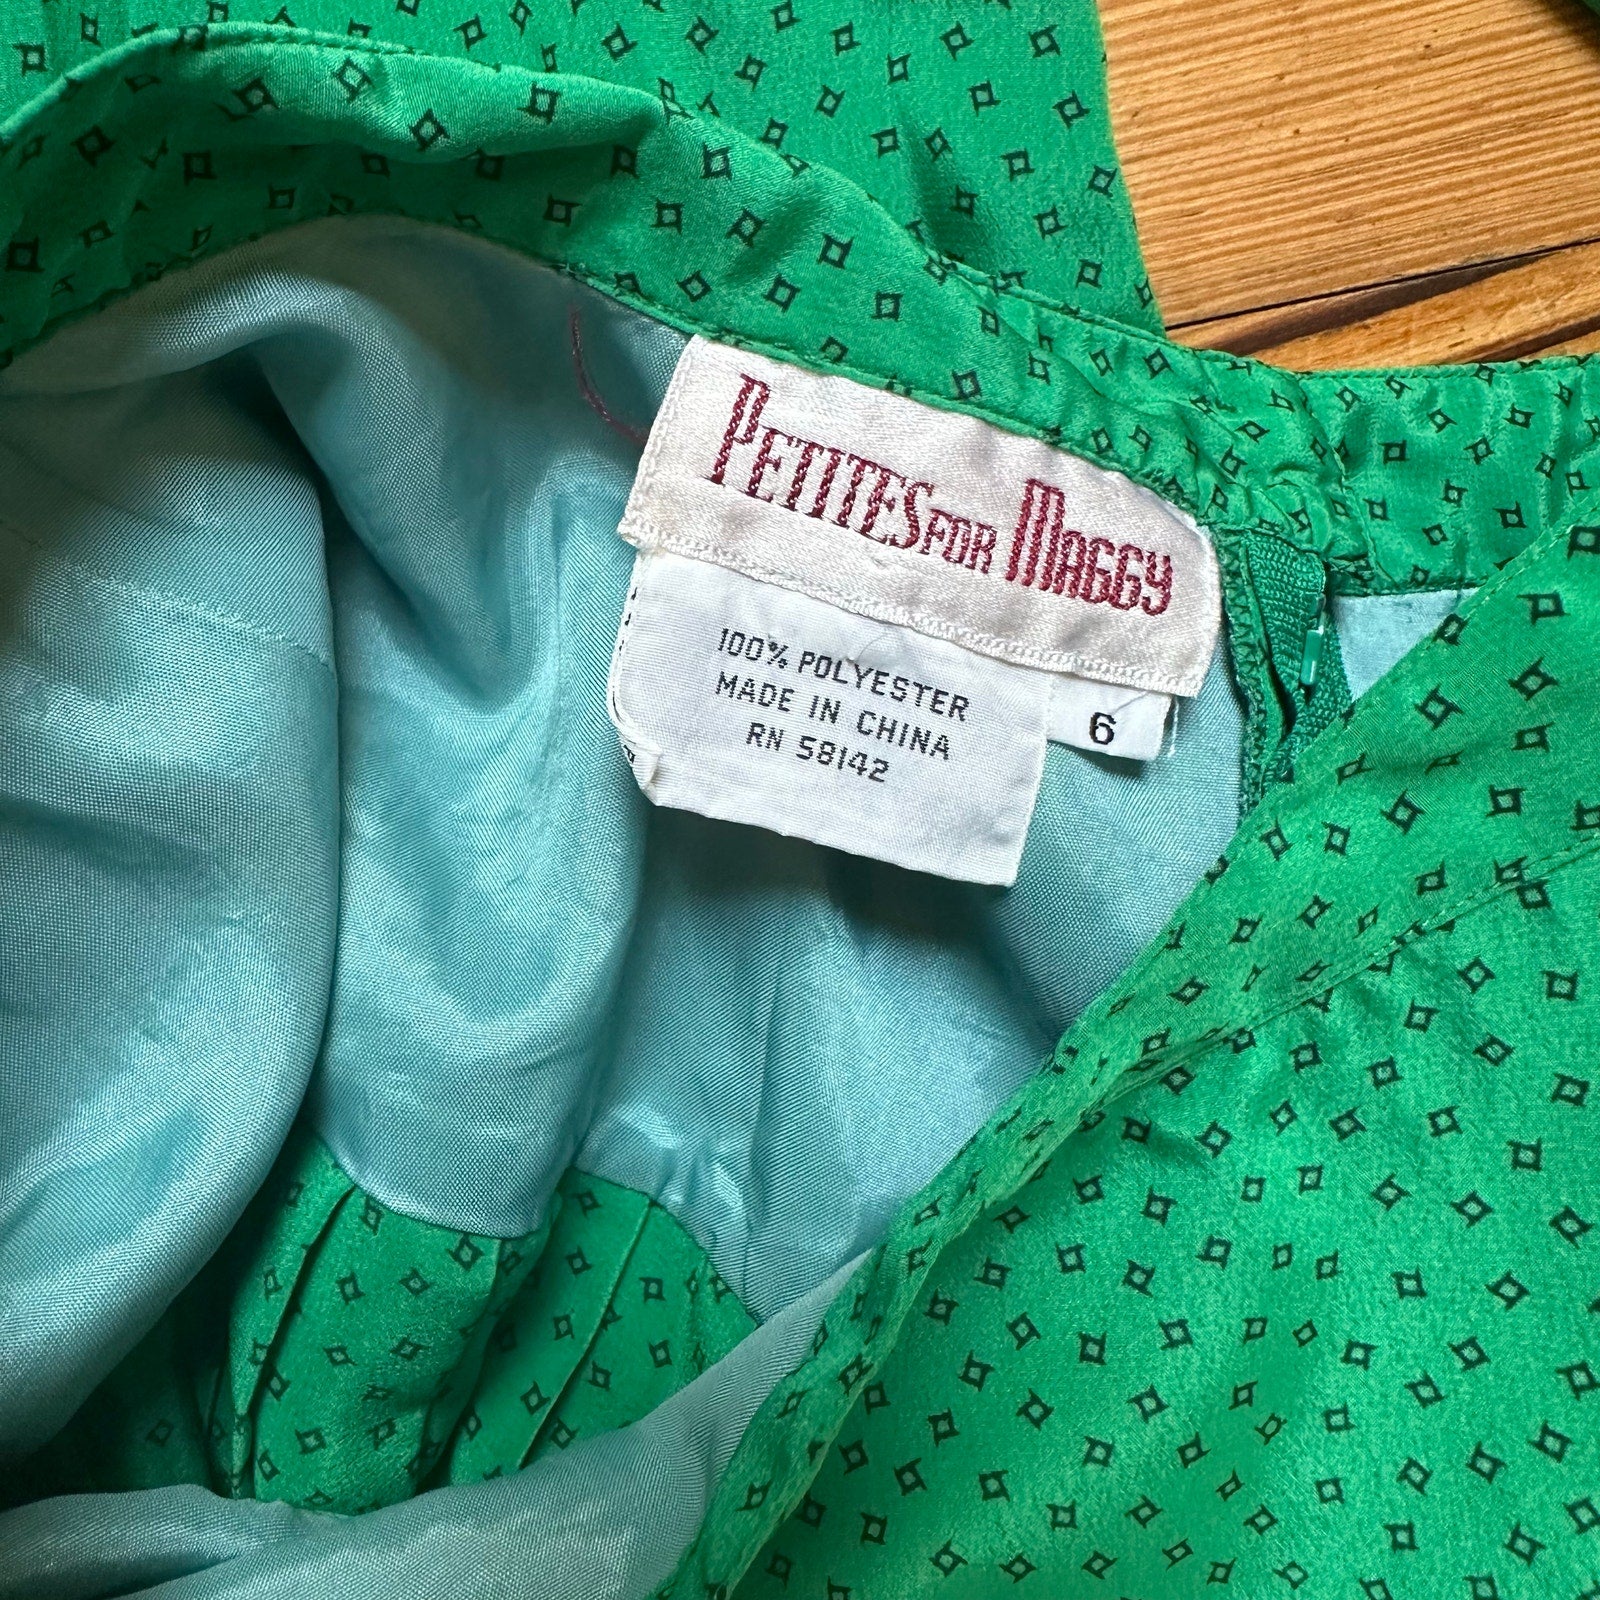 PETITES FOR MAGGY
100% POLYESTER
MADE IN CHINA
RN 58142
6